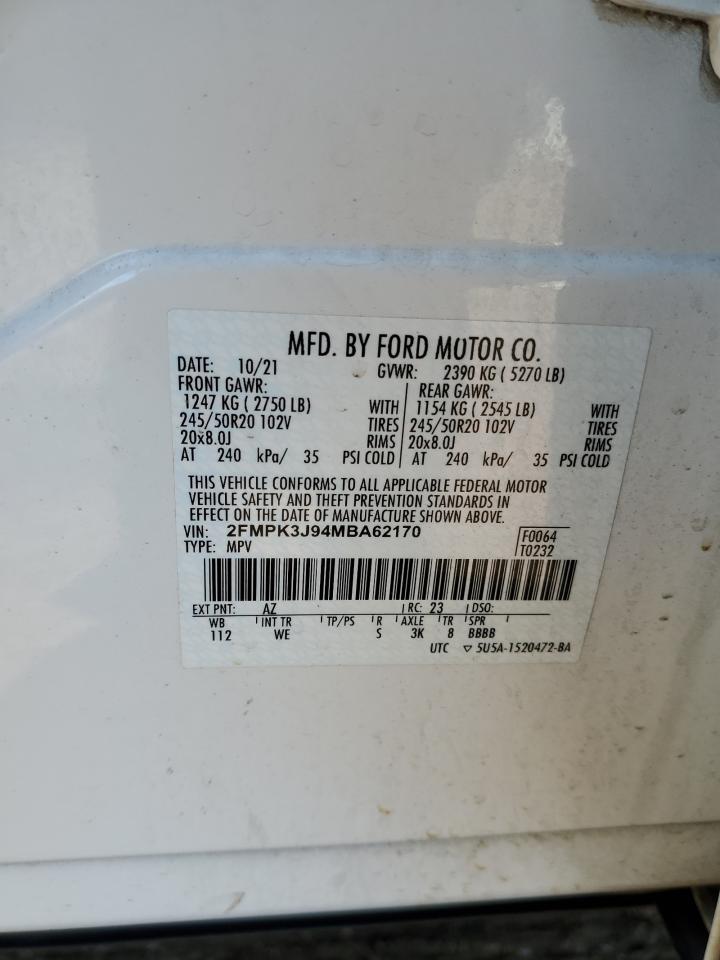 MFD. BY FORD MOTOR CO.
DATE: 10/21 GVWR: 2390 KG ( 5270 LB)
FRONT GAWR: REAR GAWR:
1247 KG ( 2750 LB) WITH 1154 KG ( 2545 LB) WITH
245/50R20 102V TIRES 245/50R20 102V TIRES
20x8.0J RIMS 20x8.0J RIMS
AT 240 kPa/ 35 PSI COLD AT 240 kPa/ 35 PSI COLD
THIS VEHICLE CONFORMS TO ALL APPLICABLE FEDERAL MOTOR
VEHICLE SAFETY AND THEFT PREVENTION STANDARDS IN
EFFECT ON THE DATE OF MANUFACTURE SHOWN ABOVE.
VIN: 2FMPK3J94MBA62170 F0064
TYPE: MPV T0232
EXT PNT: AZ RC: 23 DSO:
WB INT TR TP/PS R AXLE TR SPR
112 WE S 3K 8 BBBB
UTC ▽ 5U5A-1520472-BA